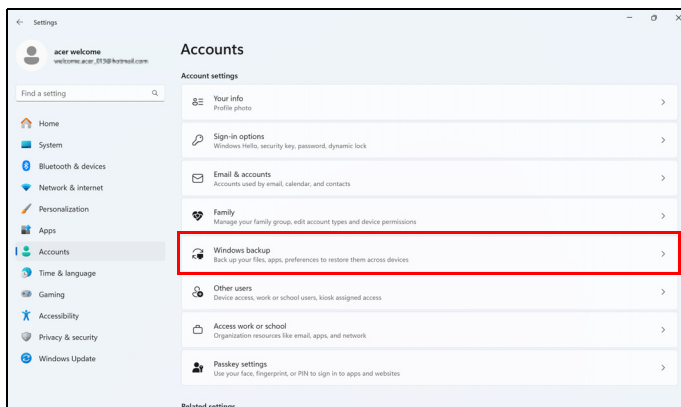 Settings
acer welcome
welcome.acer_015@hotmail.com
Find a setting
Home
System
Bluetooth & devices
Network & internet
Personalization
Apps
Accounts
Time & language
Gaming
Accessibility
Privacy & security
Windows Update
Accounts
Account settings
Your info
Profile photo
Sign-in options
Windows Hello, security key, password, dynamic lock
Email & accounts
Accounts used by email, calendar, and contacts
Family
Manage your family group, edit account types and device permissions
Windows backup
Back up your files, apps, preferences to restore them across devices
Other users
Device access, work or school users, kiosk assigned access
Access work or school
Organization resources like email, apps, and network
Passkey settings
Use your face, fingerprint, or PIN to sign in to apps and websites
Related settings